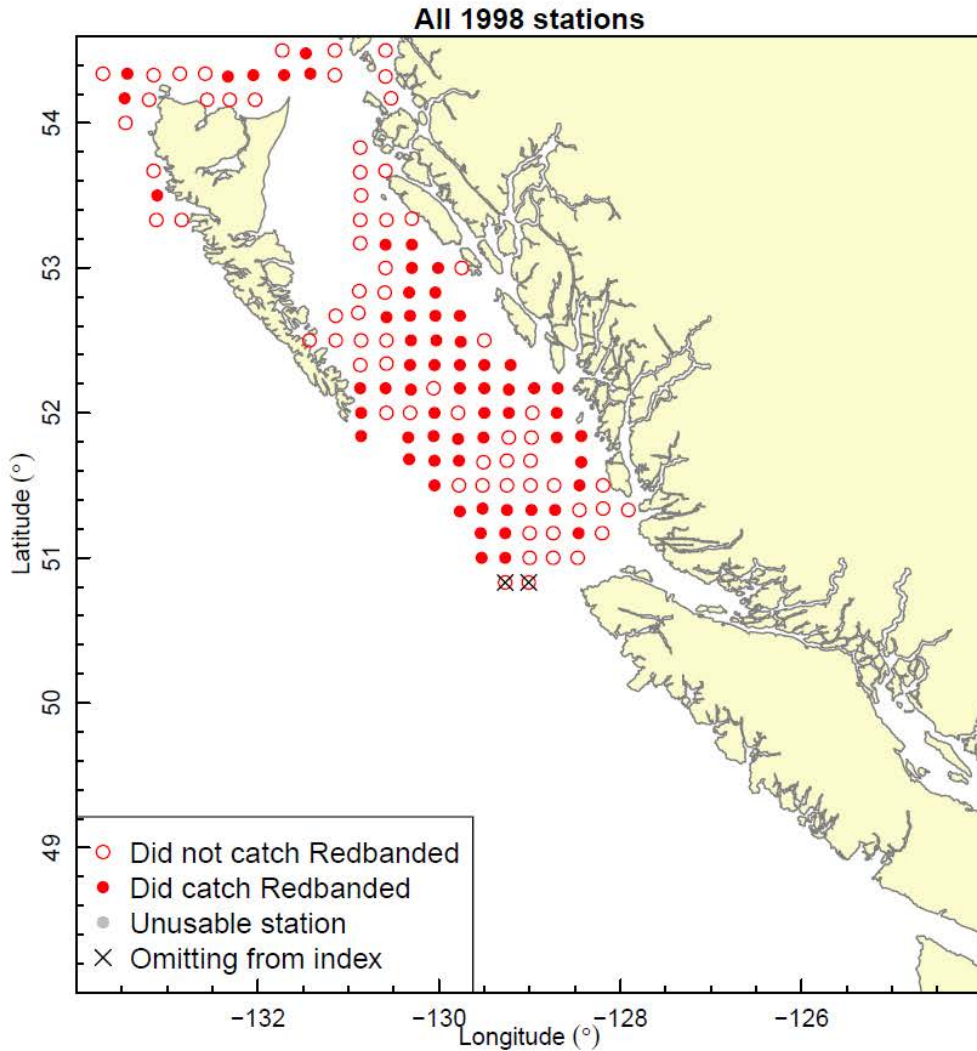 All 1998 stations
54
53
52
51
50
49
Latitude (°)
Did not catch Redbanded
Did catch Redbanded
Unusable station
Omitting from index
−132
−130
−128
−126
Longitude (°)